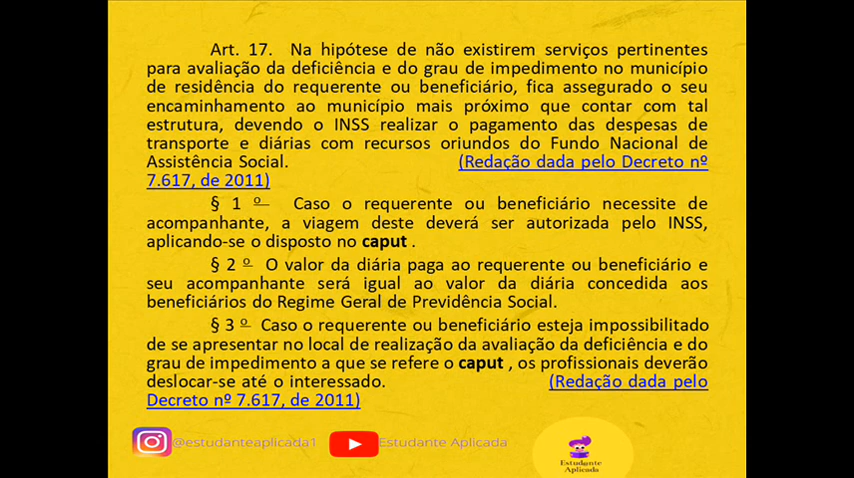 Art. 17. Na hipótese de não existirem serviços pertinentes
para avaliação da deficiência e do grau de impedimento no município
de residência do requerente ou beneficiário, fica assegurado o seu
encaminhamento ao município mais próximo que contar com tal
estrutura, devendo o INSS realizar o pagamento das despesas de
transporte e diárias com recursos oriundos do Fundo Nacional de
Assistência Social. (Redação dada pelo Decreto nº
7.617, de 2011)
§ 1 º Caso o requerente ou beneficiário necessite de
acompanhante, a viagem deste deverá ser autorizada pelo INSS,
aplicando-se o disposto no caput .
§ 2 º O valor da diária paga ao requerente ou beneficiário e
seu acompanhante será igual ao valor da diária concedida aos
beneficiários do Regime Geral de Previdência Social.
§ 3 º Caso o requerente ou beneficiário esteja impossibilitado
de se apresentar no local de realização da avaliação da deficiência e do
grau de impedimento a que se refere o caput , os profissionais deverão
deslocar-se até o interessado. (Redação dada pelo
Decreto nº 7.617, de 2011)
@estudanteaplicada1 Estudante Aplicada
Estudante
Aplicada